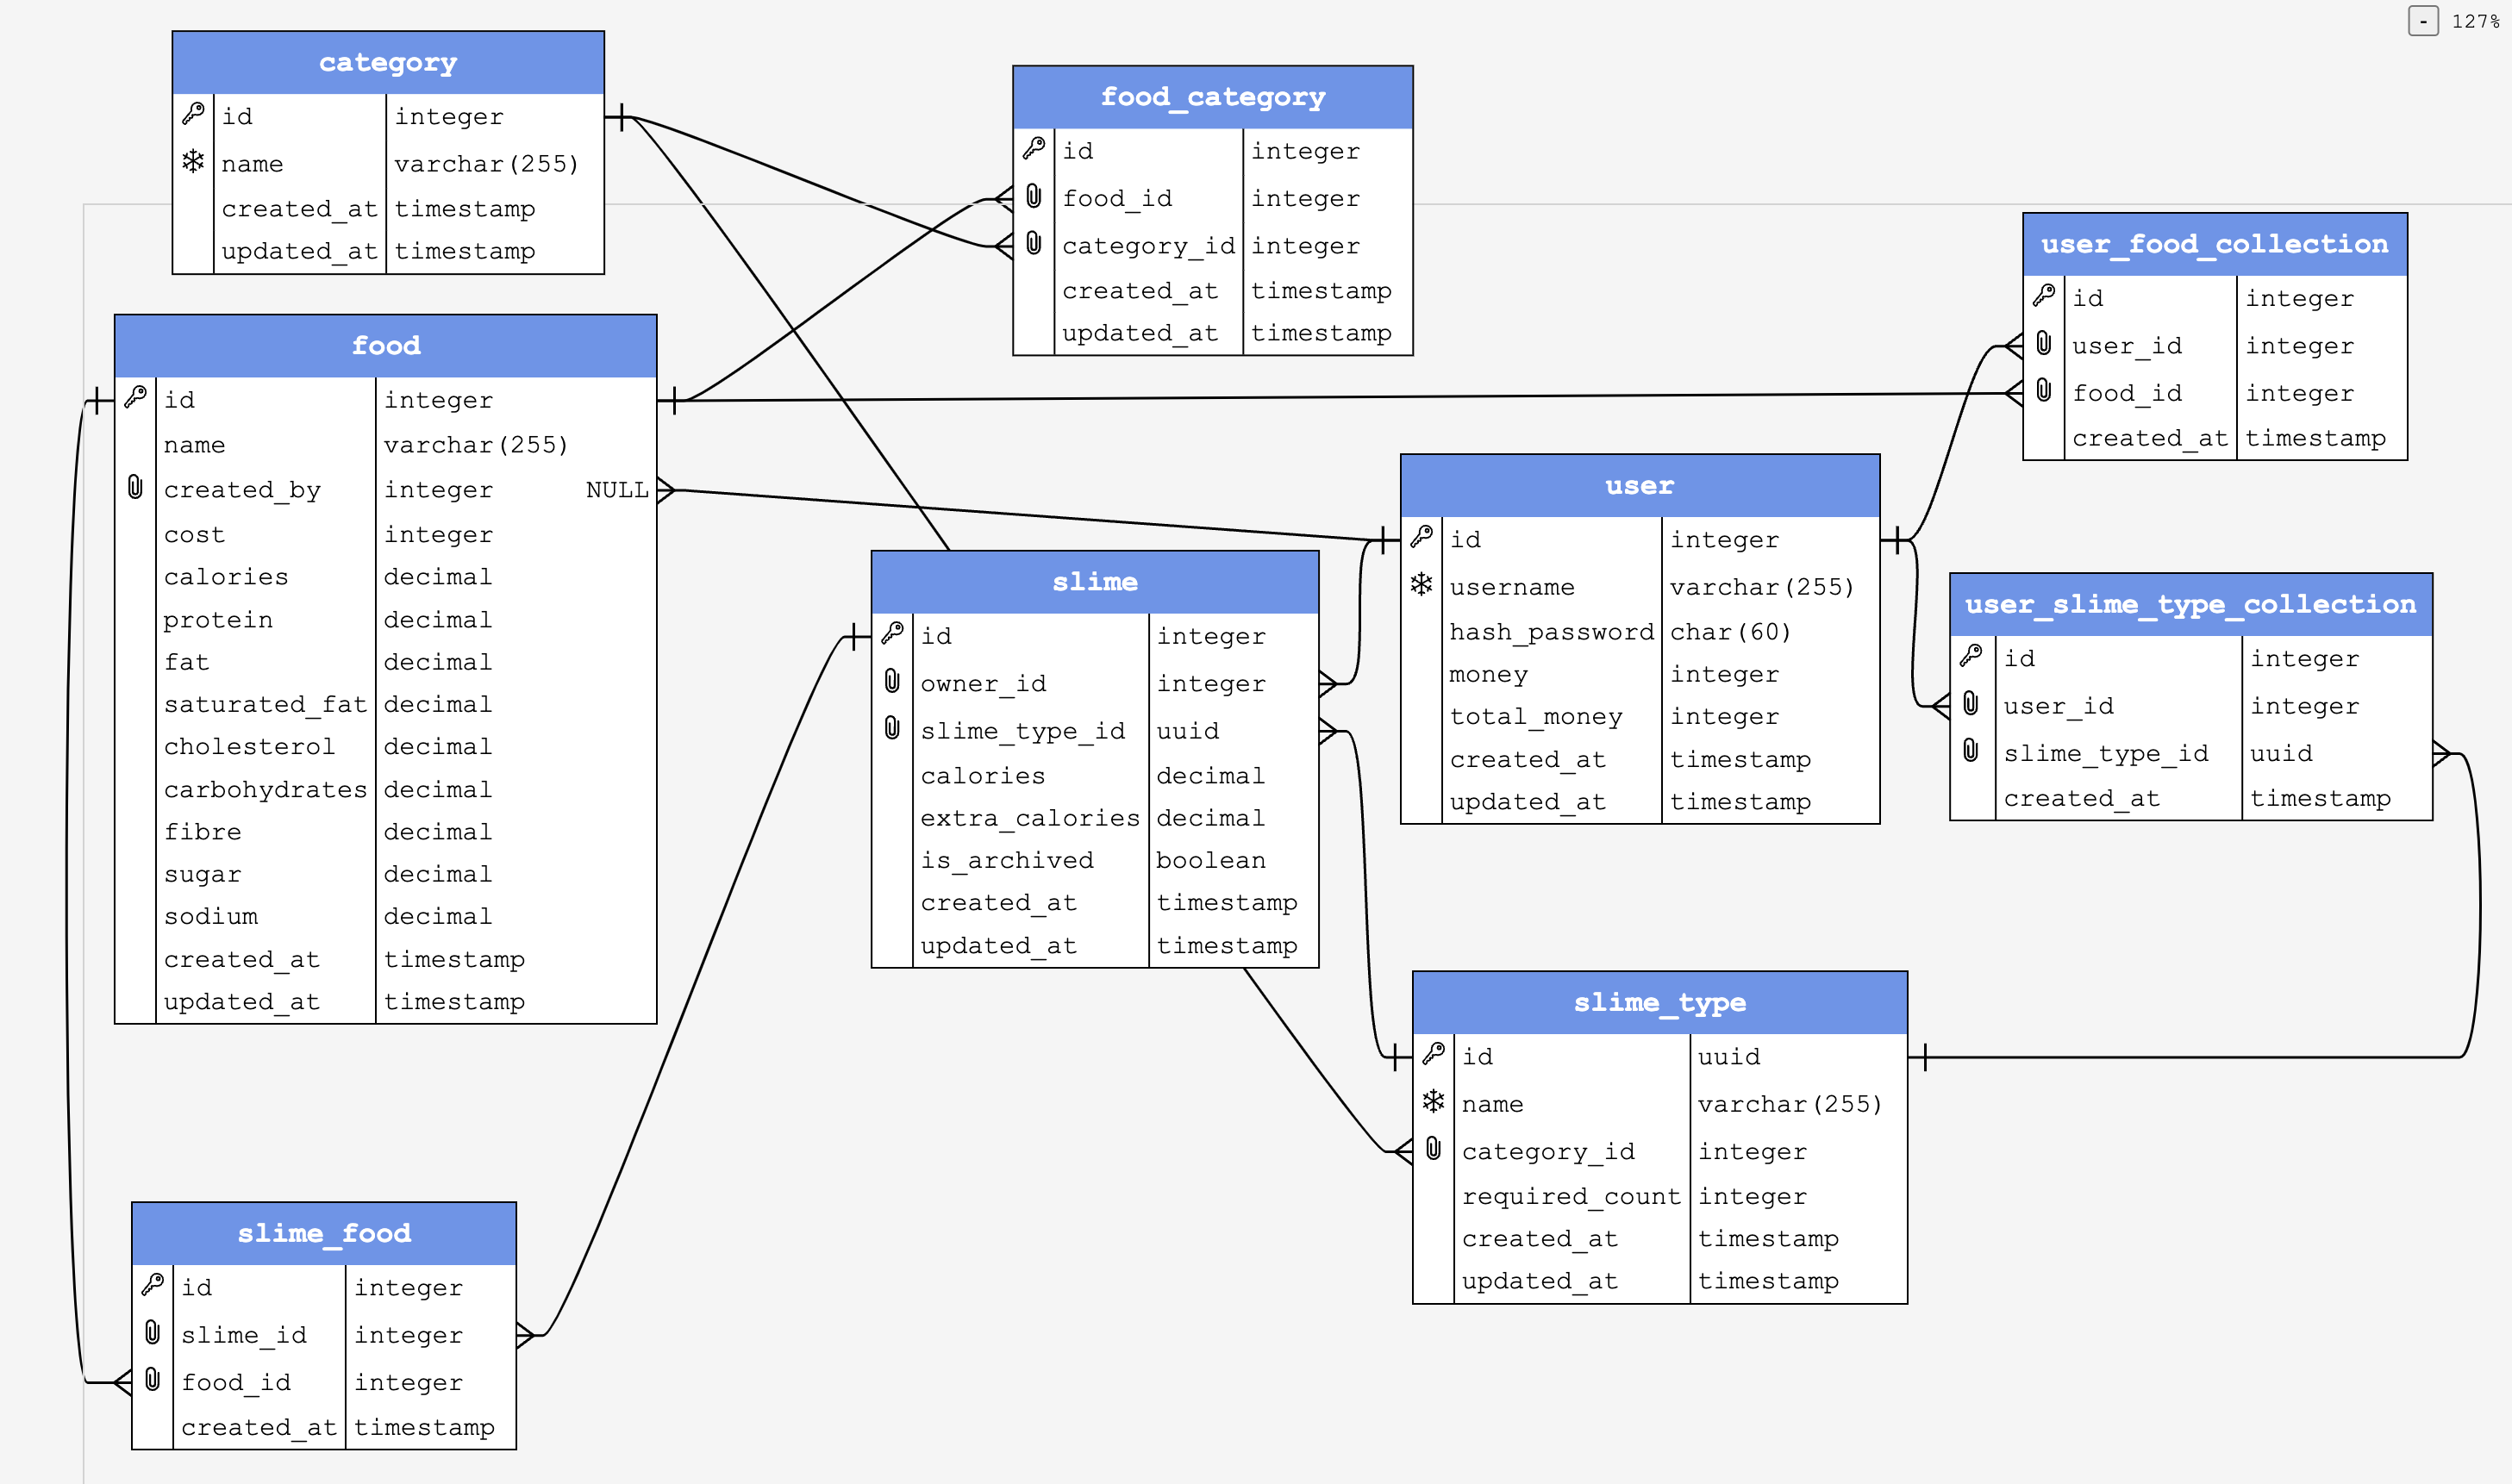 - 127%
category
id integer
name varchar(255)
created_at timestamp
updated_at timestamp
food_category
id integer
food_id integer
category_id integer
created_at timestamp
updated_at timestamp
user_food_collection
id integer
user_id integer
food_id integer
created_at timestamp
food
id integer
name varchar(255)
created_by integer NULL
cost integer
calories decimal
protein decimal
fat decimal
saturated_fat decimal
cholesterol decimal
carbohydrates decimal
fibre decimal
sugar decimal
sodium decimal
created_at timestamp
updated_at timestamp
user
id integer
username varchar(255)
hash_password char(60)
money integer
total_money integer
created_at timestamp
updated_at timestamp
slime
id integer
owner_id integer
slime_type_id uuid
calories decimal
extra_calories decimal
is_archived boolean
created_at timestamp
updated_at timestamp
user_slime_type_collection
id integer
user_id integer
slime_type_id uuid
created_at timestamp
slime_type
id uuid
name varchar(255)
category_id integer
required_count integer
created_at timestamp
updated_at timestamp
slime_food
id integer
slime_id integer
food_id integer
created_at timestamp